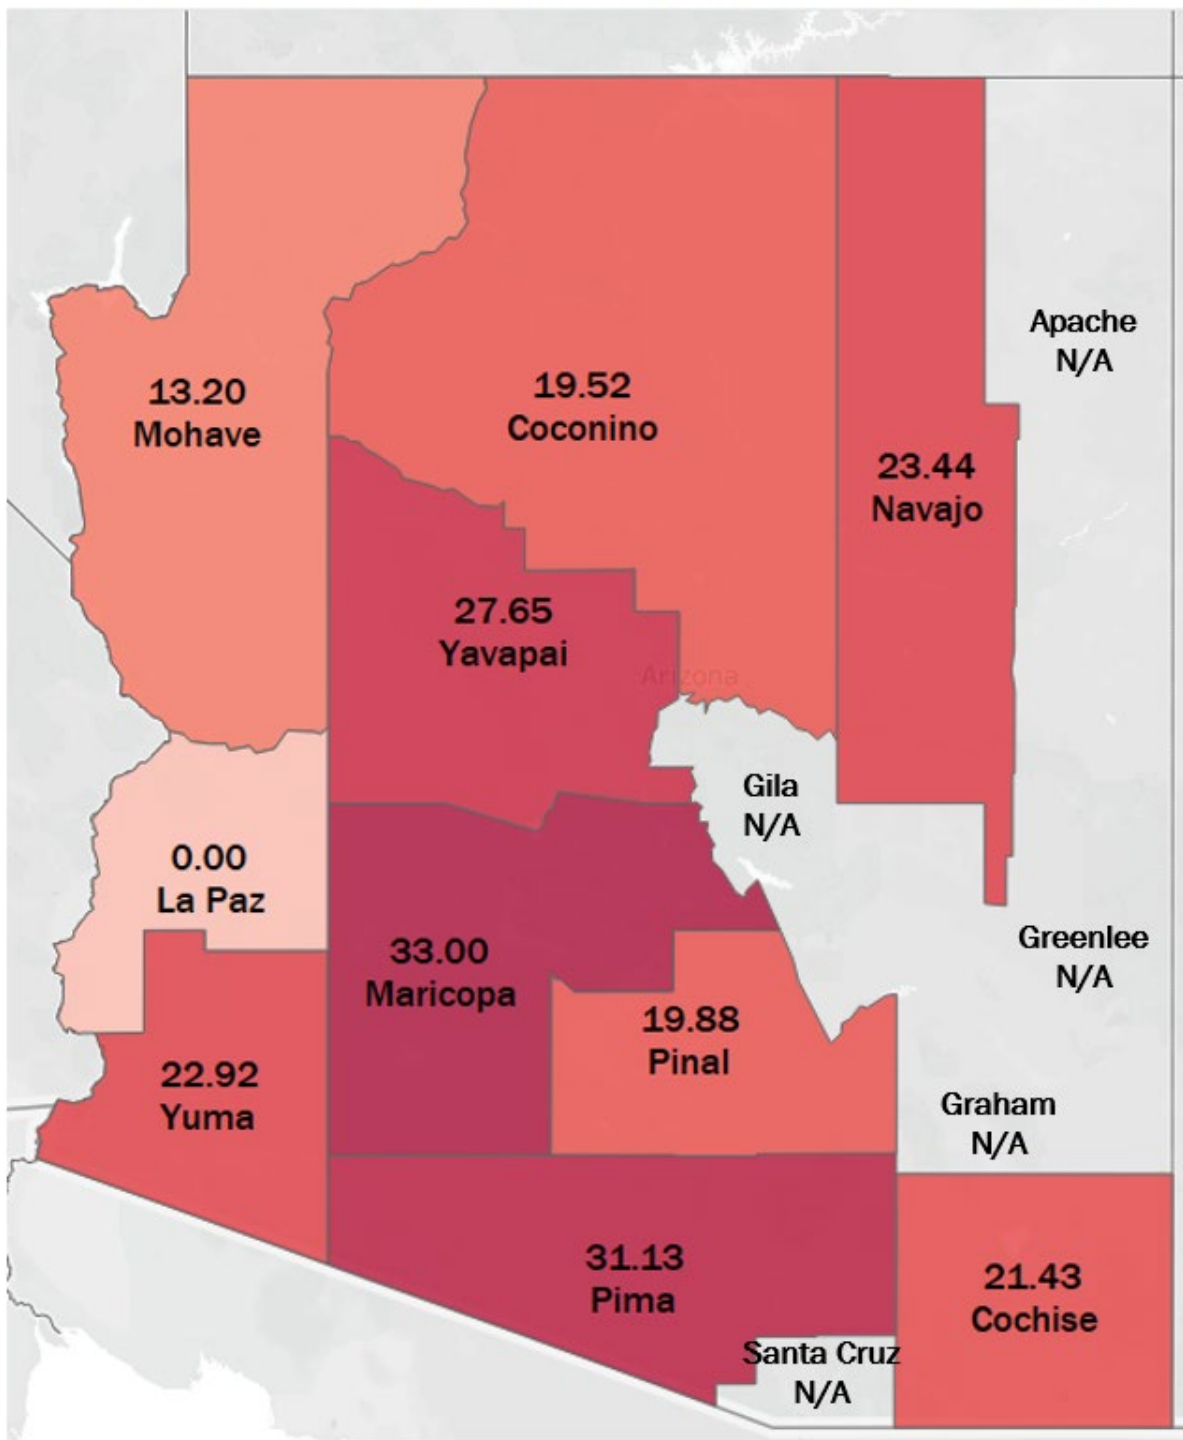 Apache
N/A
13.20
Mohave
19.52
Coconino
23.44
Navajo
27.65
Yavapai
Arizona
Gila
N/A
0.00
La Paz
33.00
Maricopa
Greenlee
N/A
19.88
Pinal
22.92
Yuma
Graham
N/A
31.13
Pima
21.43
Cochise
Santa Cruz
N/A